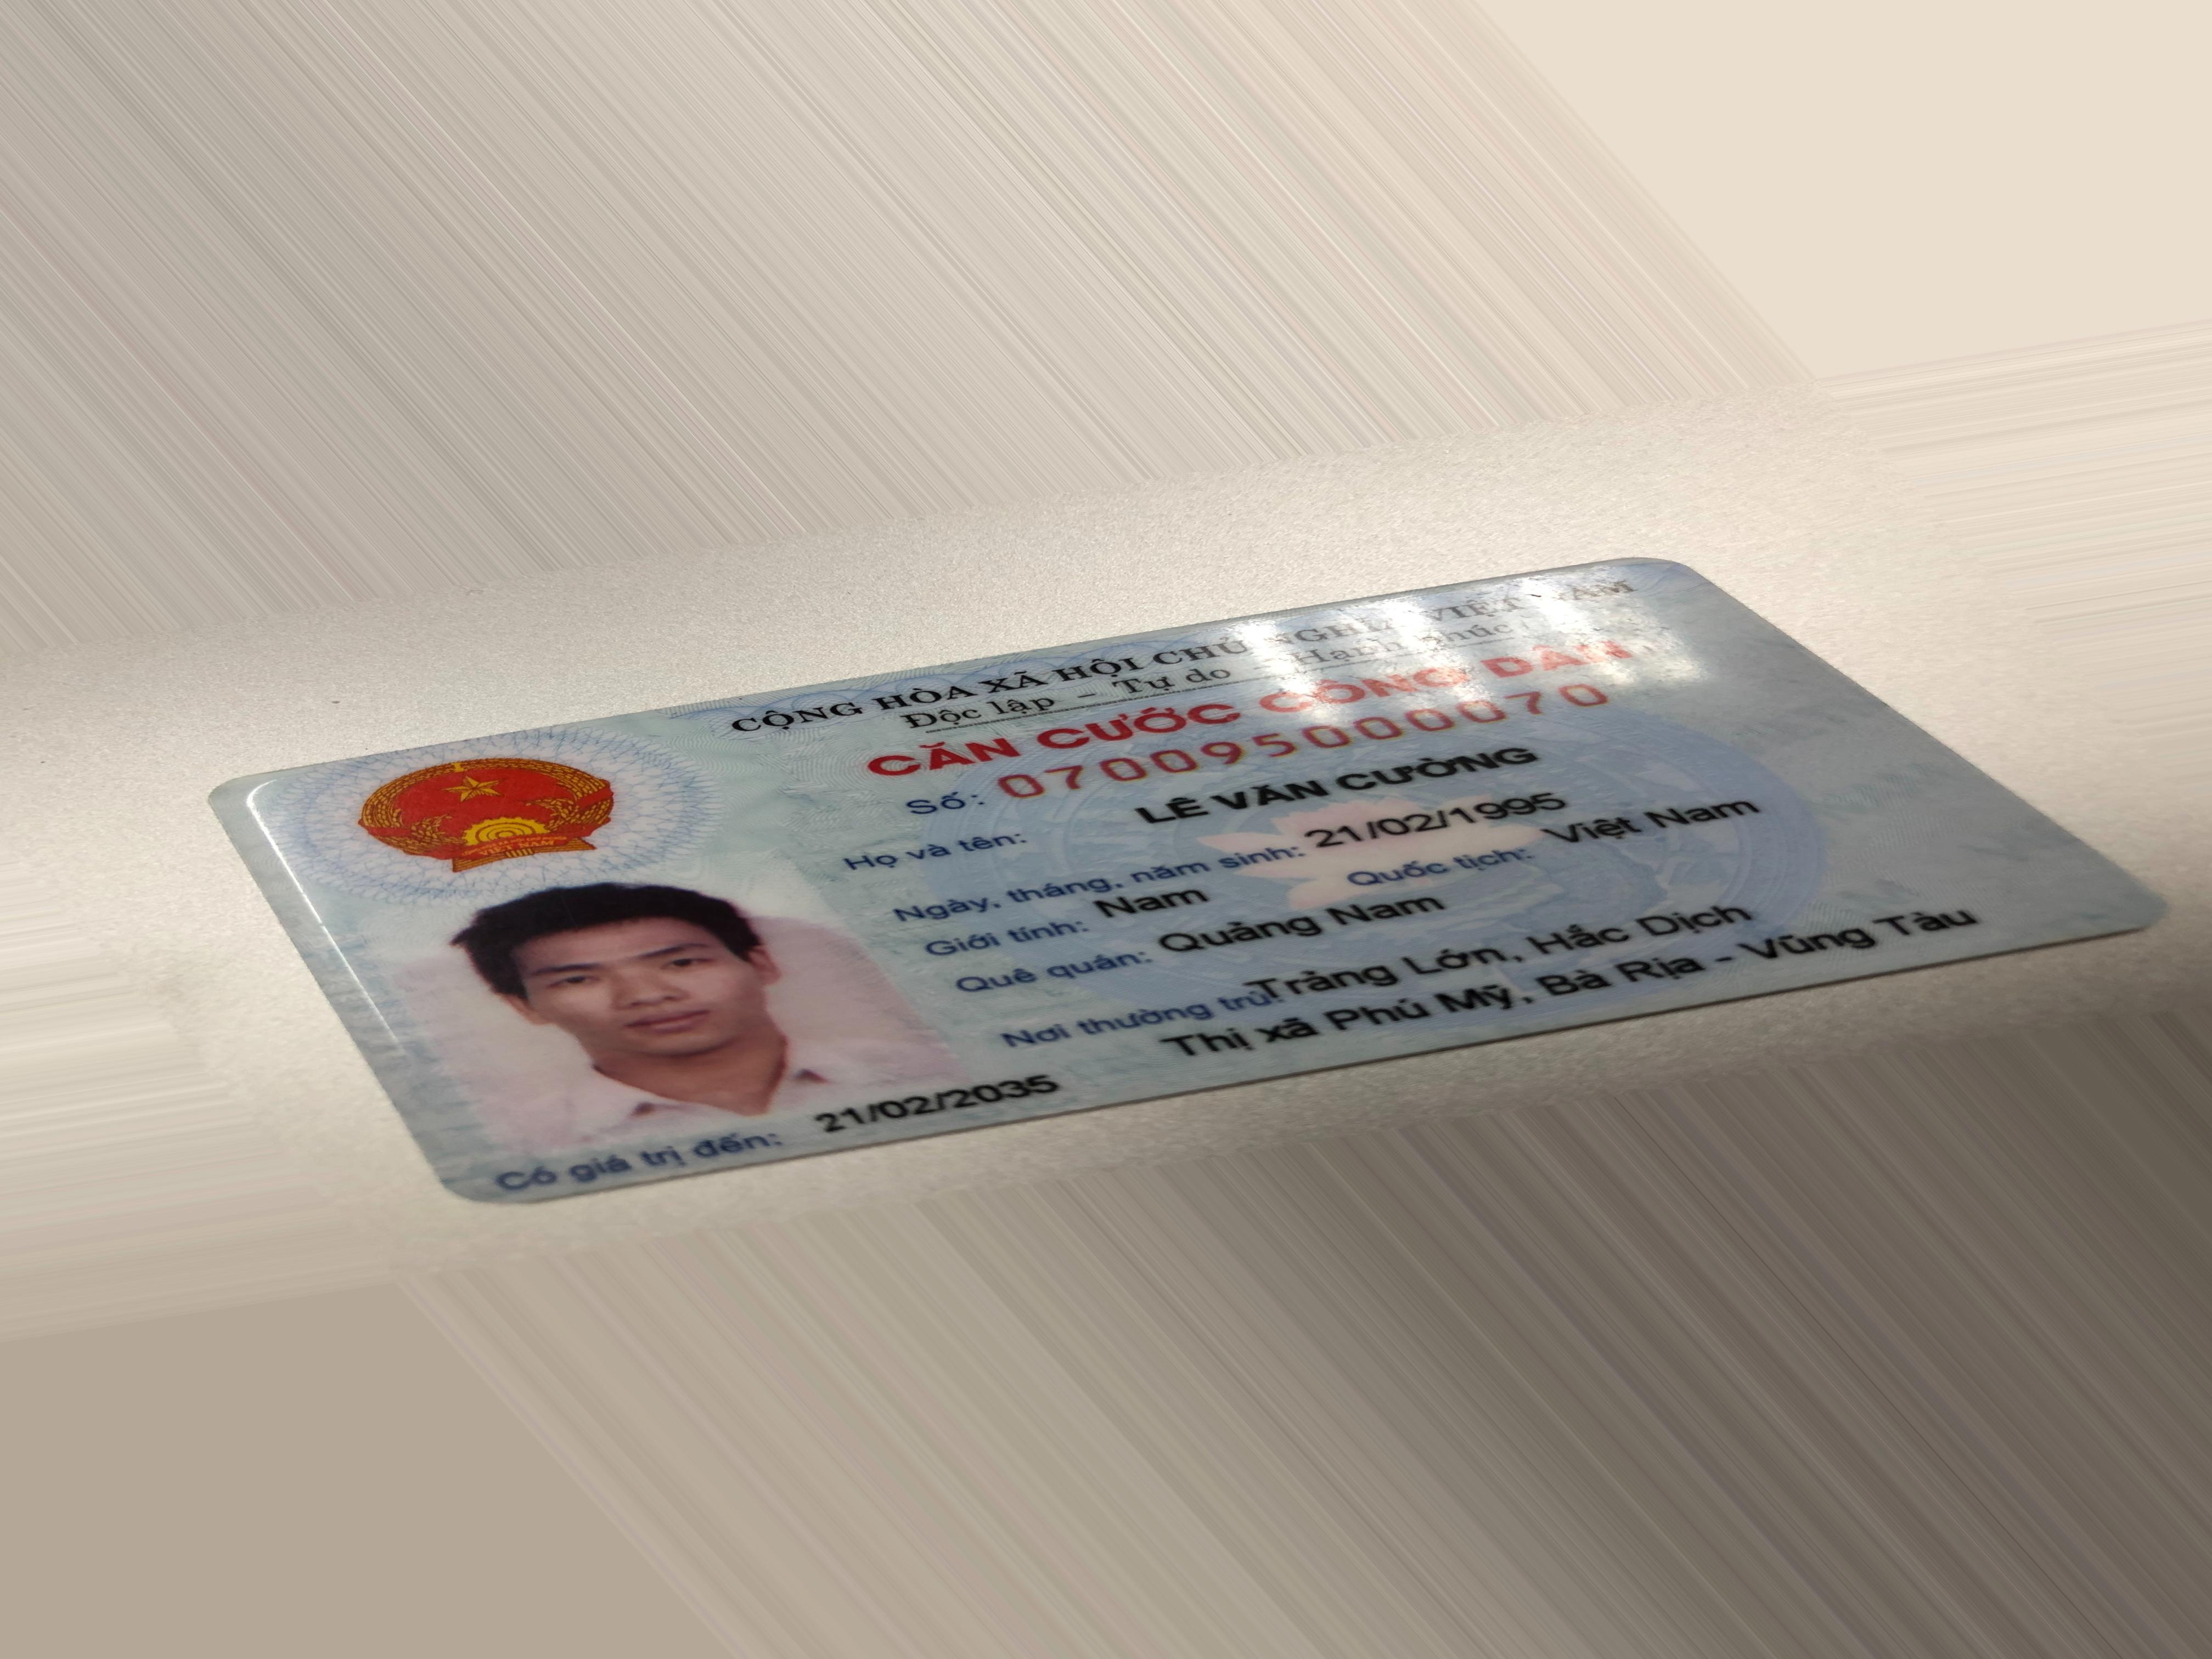 CỘNG HÒA XÃ HỘI CHỦ NGHĨA VIỆT NAM
Độc lập - Tự do - Hạnh phúc
CĂN CƯỚC CÔNG DÂN
Số: 070095000070
Họ và tên: LÊ VĂN CƯỜNG
Ngày, tháng, năm sinh: 21/02/1995
Giới tính: Nam Quốc tịch: Việt Nam
Quê quán: Quảng Nam
Nơi thường trú: Trảng Lớn, Hắc Dịch
Thị xã Phú Mỹ, Bà Rịa - Vũng Tàu
Có giá trị đến: 21/02/2035